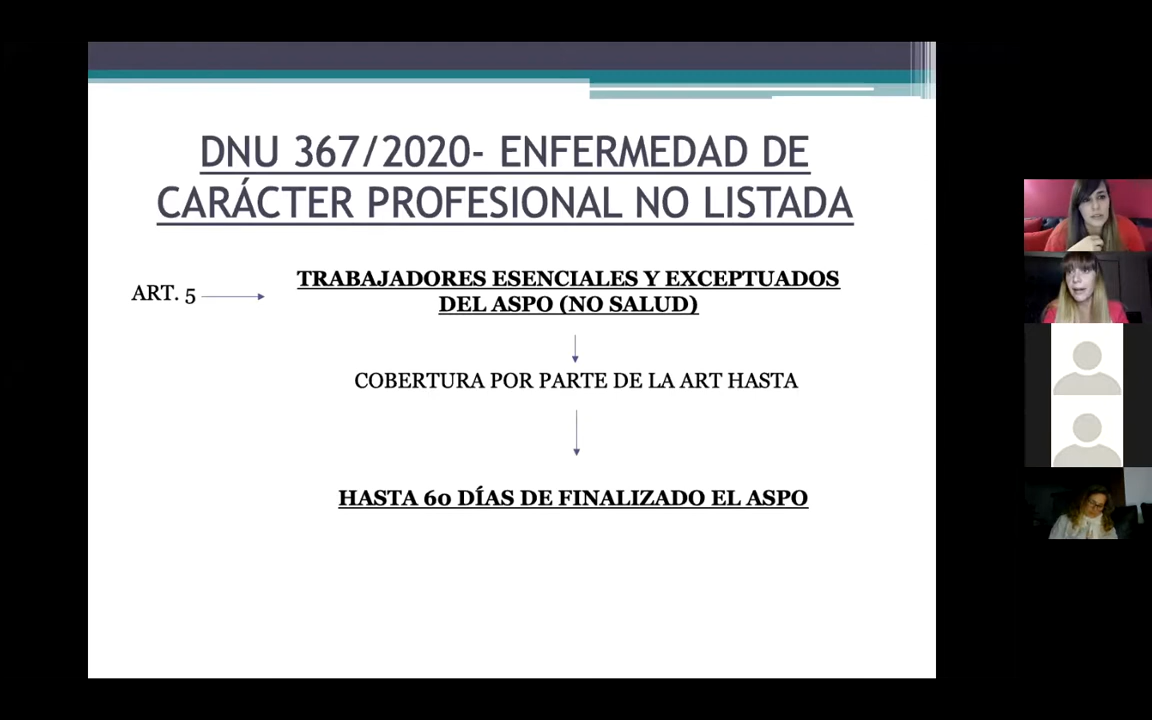 DNU 367/2020- ENFERMEDAD DE
CARÁCTER PROFESIONAL NO LISTADA
ART. 5
TRABAJADORES ESENCIALES Y EXCEPTUADOS
DEL ASPO (NO SALUD)
COBERTURA POR PARTE DE LA ART HASTA
HASTA 60 DÍAS DE FINALIZADO EL ASPO